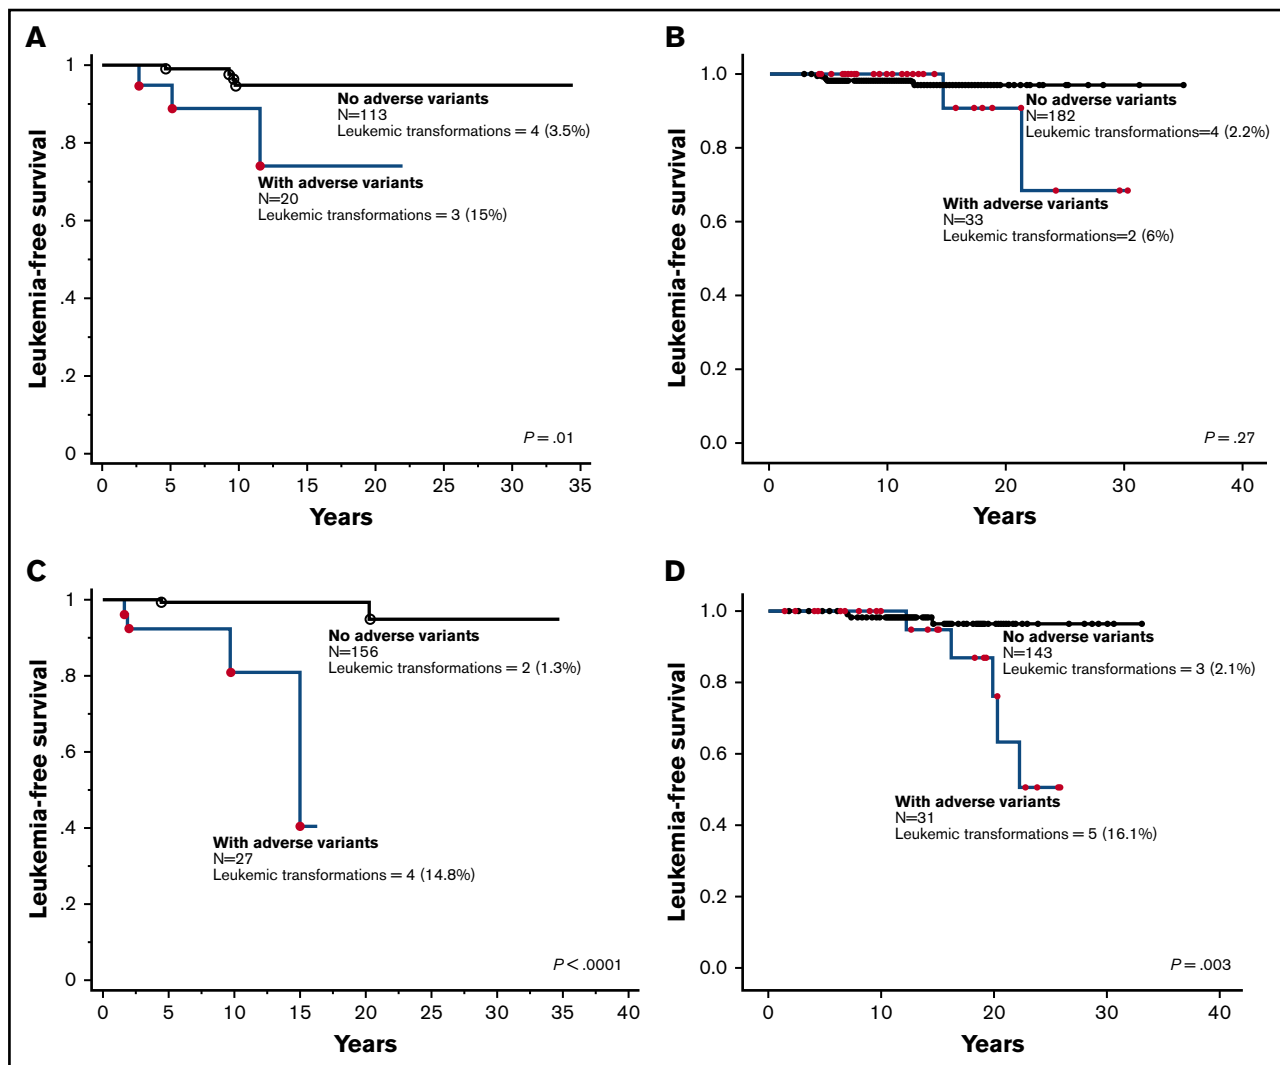 A
Leukemia-free survival
1
.8
.6
.4
.2
0
No adverse variants
N=113
Leukemic transformations = 4 (3.5%)
With adverse variants
N=20
Leukemic transformations = 3 (15%)
P = .01
0 5 10 15 20 25 30 35
Years
B
Leukemia-free survival
1.0
0.8
0.6
0.4
0.2
0.0
No adverse variants
N=182
Leukemic transformations=4 (2.2%)
With adverse variants
N=33
Leukemic transformations=2 (6%)
P = .27
0 10 20 30 40
Years
C
Leukemia-free survival
1
.8
.6
.4
.2
0
No adverse variants
N=156
Leukemic transformations = 2 (1.3%)
With adverse variants
N=27
Leukemic transformations = 4 (14.8%)
P < .0001
0 5 10 15 20 25 30 35 40
Years
D
Leukemia-free survival
1.0
0.8
0.6
0.4
0.2
0.0
No adverse variants
N=143
Leukemic transformations = 3 (2.1%)
With adverse variants
N=31
Leukemic transformations = 5 (16.1%)
P = .003
0 10 20 30 40
Years